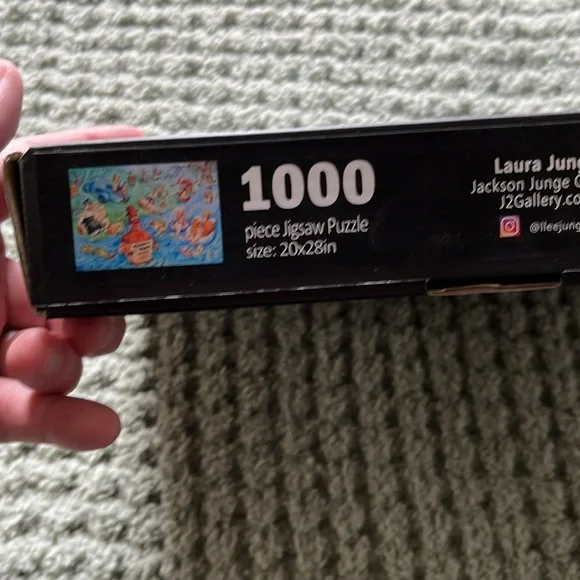 1000
piece Jigsaw Puzzle
size: 20x28in
Laura Jung
Jackson Junge G
J2Gallery.co
@lleejung